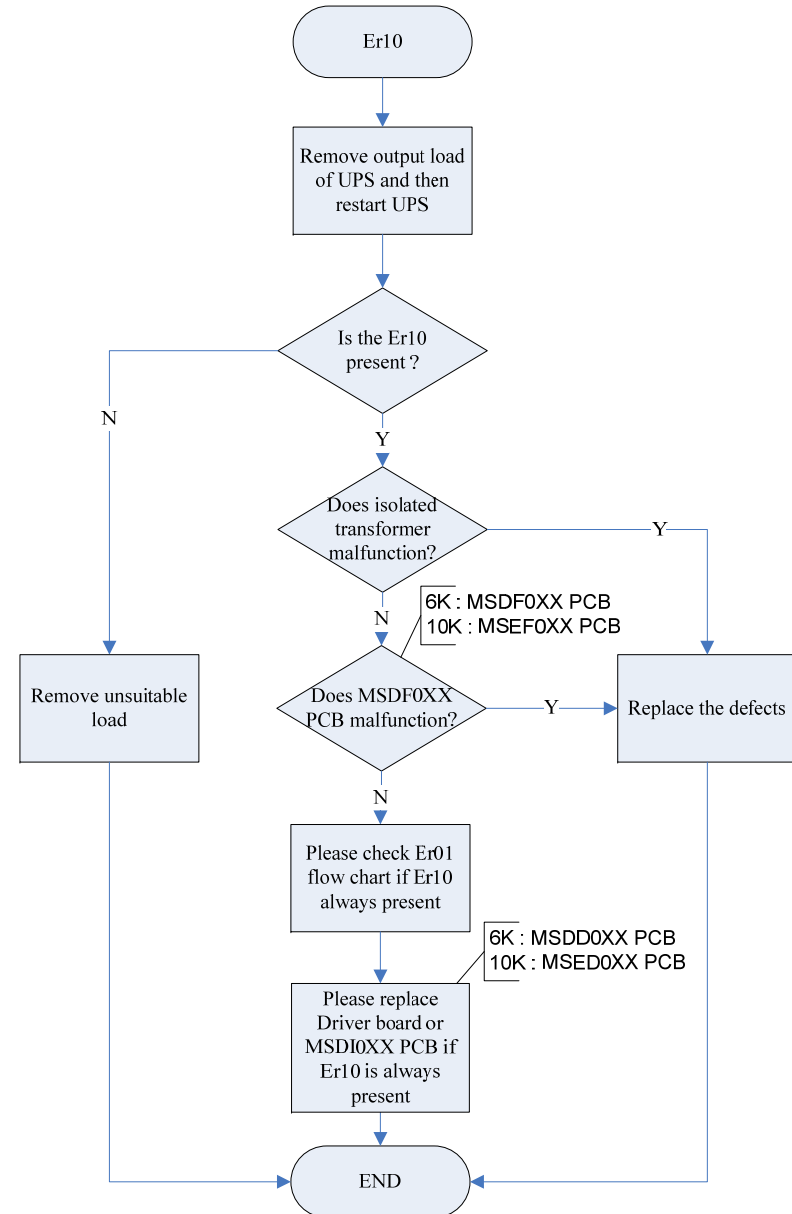 Er10
Remove output load
of UPS and then
restart UPS
Is the Er10
present ?
N
Y
Does isolated
transformer
malfunction?
Y
N
6K : MSDF0XX PCB
10K : MSEF0XX PCB
Remove unsuitable
load
Does MSDF0XX
PCB malfunction?
Y
Replace the defects
N
Please check Er01
flow chart if Er10
always present
6K : MSDD0XX PCB
10K : MSED0XX PCB
Please replace
Driver board or
MSDI0XX PCB if
Er10 is always
present
END